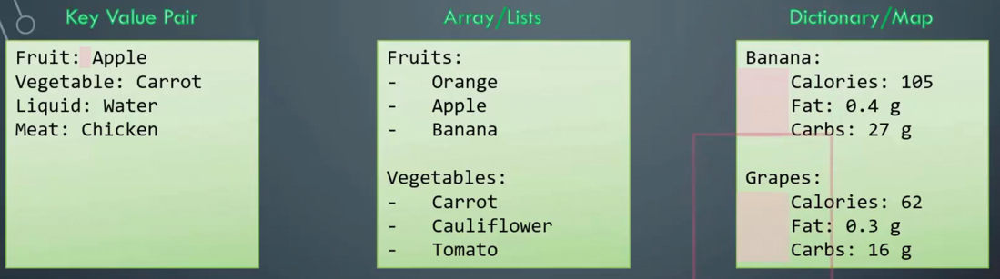 Key Value Pair
Fruit: Apple
Vegetable: Carrot
Liquid: Water
Meat: Chicken
Array/Lists
Fruits:
- Orange
- Apple
- Banana
Vegetables:
- Carrot
- Cauliflower
- Tomato
Dictionary/Map
Banana:
Calories: 105
Fat: 0.4 g
Carbs: 27 g
Grapes:
Calories: 62
Fat: 0.3 g
Carbs: 16 g